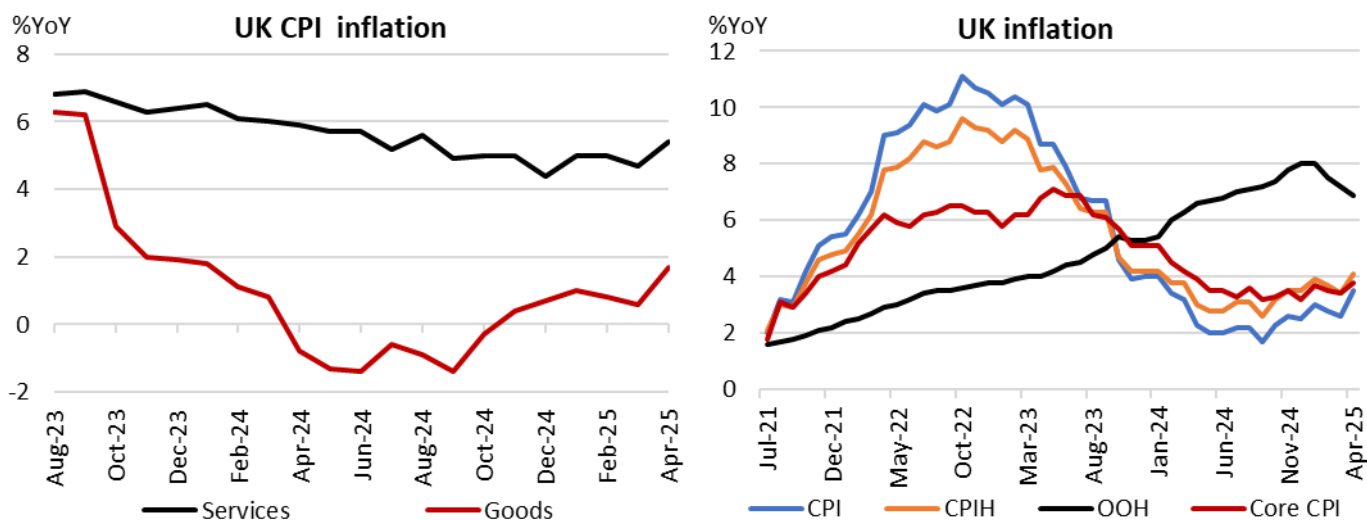 %YoY
UK CPI inflation
8
6
4
2
0
-2
Aug-23
Oct-23
Dec-23
Feb-24
Apr-24
Jun-24
Aug-24
Oct-24
Dec-24
Feb-25
Apr-25
Services
Goods
%YoY
UK inflation
12
10
8
6
4
2
0
Jul-21
Dec-21
May-22
Oct-22
Mar-23
Aug-23
Jan-24
Jun-24
Nov-24
Apr-25
CPI
CPIH
OOH
Core CPI